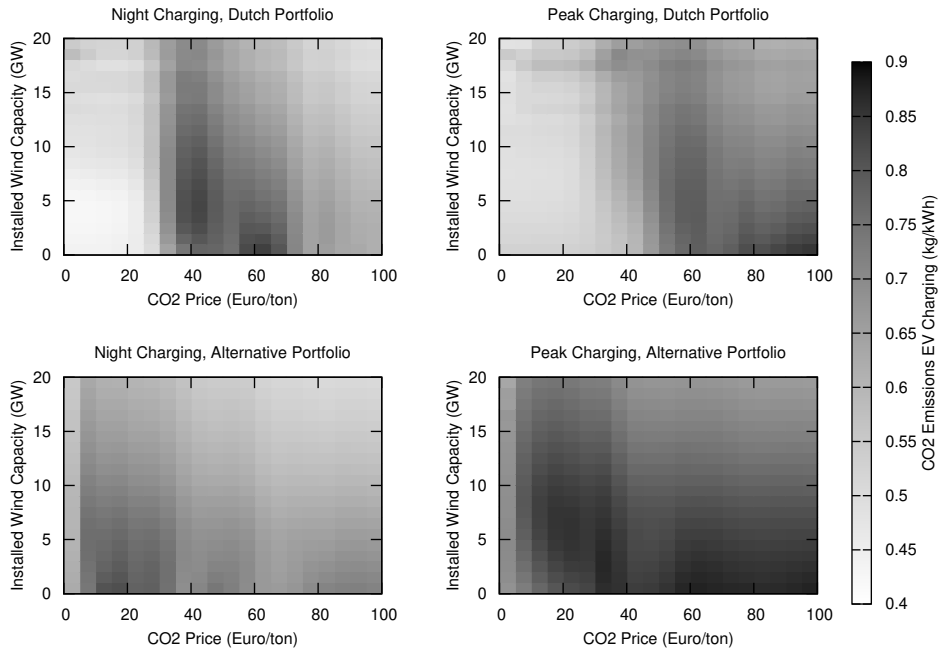 Night Charging, Dutch Portfolio
Installed Wind Capacity (GW)
20
15
10
5
0
0 20 40 60 80 100
CO2 Price (Euro/ton)
Peak Charging, Dutch Portfolio
Installed Wind Capacity (GW)
20
15
10
5
0
0 20 40 60 80 100
CO2 Price (Euro/ton)
Night Charging, Alternative Portfolio
Installed Wind Capacity (GW)
20
15
10
5
0
0 20 40 60 80 100
CO2 Price (Euro/ton)
Peak Charging, Alternative Portfolio
Installed Wind Capacity (GW)
20
15
10
5
0
0 20 40 60 80 100
CO2 Price (Euro/ton)
0.9
0.85
0.8
0.75
0.7
0.65
0.6
0.55
0.5
0.45
0.4
CO2 Emissions EV Charging (kg/kWh)